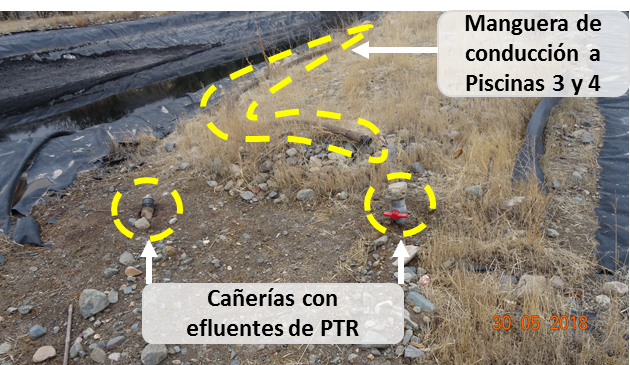 Manguera de
conducción a
Piscinas 3 y 4
Cañerías con
efluentes de PTR
30 05 2018